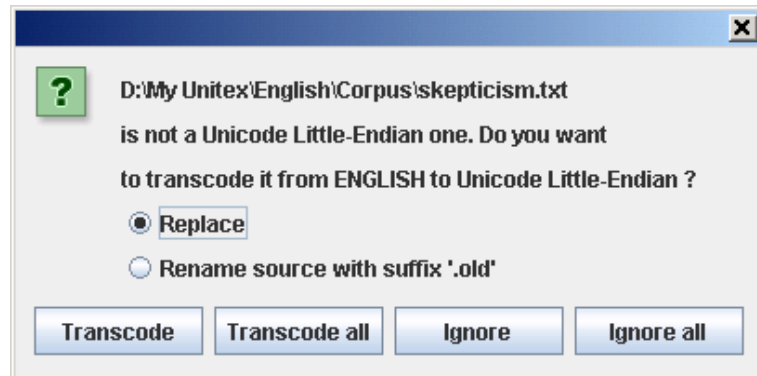 D:\My Unitex\English\Corpus\skepticism.txt
is not a Unicode Little-Endian one. Do you want
to transcode it from ENGLISH to Unicode Little-Endian ?
Replace
Rename source with suffix '.old'
Transcode Transcode all Ignore Ignore all